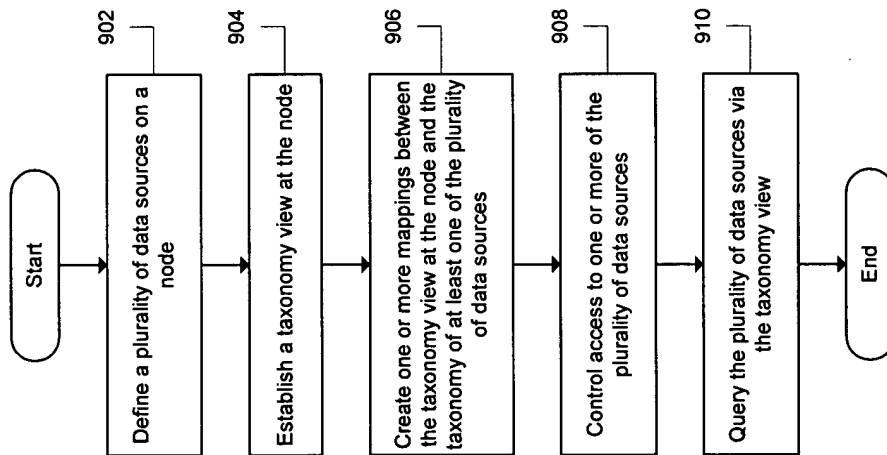 Start
Define a plurality of data sources on a
node
902
Establish a taxonomy view at the node
904
Create one or more mappings between
the taxonomy view at the node and the
taxonomy of at least one of the plurality
of data sources
906
Control access to one or more of the
plurality of data sources
908
Query the plurality of data sources via
the taxonomy view
910
End